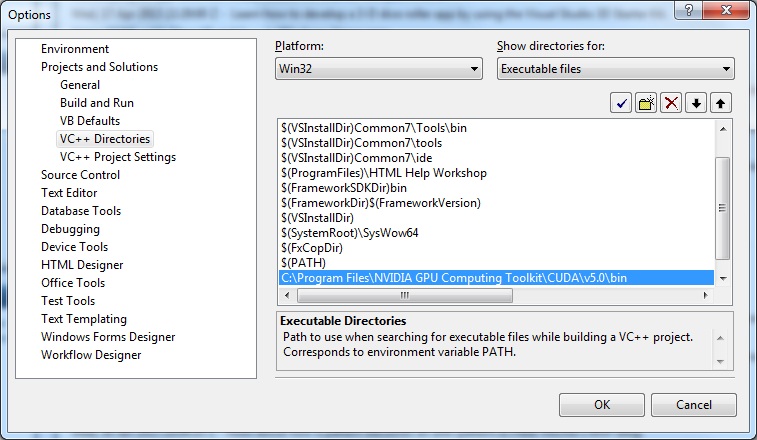 Options
Environment
Projects and Solutions
General
Build and Run
VB Defaults
VC++ Directories
VC++ Project Settings
Source Control
Text Editor
Database Tools
Debugging
Device Tools
HTML Designer
Office Tools
Test Tools
Text Templating
Windows Forms Designer
Workflow Designer
Platform:
Win32
Show directories for:
Executable files
$(VSInstallDir)Common7\Tools\bin
$(VSInstallDir)Common7\tools
$(VSInstallDir)Common7\ide
$(ProgramFiles)\HTML Help Workshop
$(FrameworkSDKDir)bin
$(FrameworkDir)$(FrameworkVersion)
$(VSInstallDir)
$(SystemRoot)\SysWow64
$(FxCopDir)
$(PATH)
C:\Program Files\NVIDIA GPU Computing Toolkit\CUDA\v5.0\bin
Executable Directories
Path to use when searching for executable files while building a VC++ project.
Corresponds to environment variable PATH.
OK
Cancel